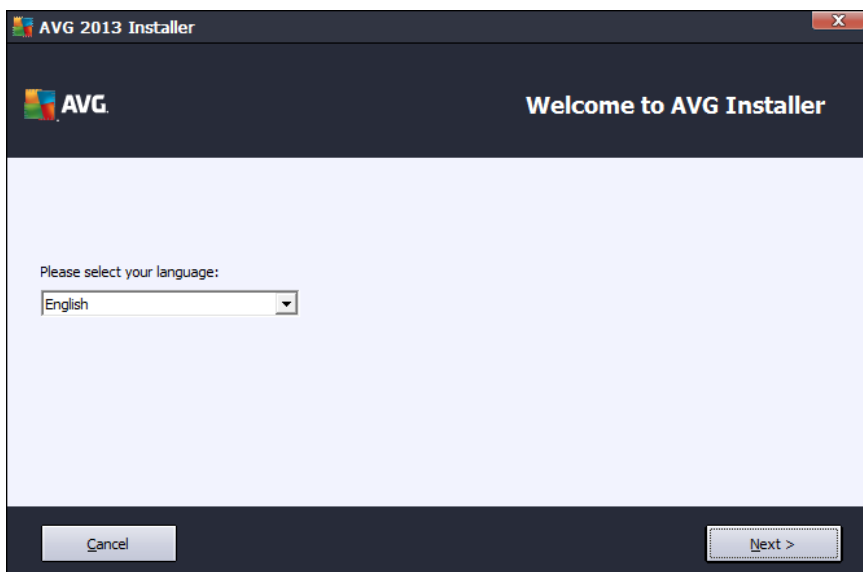 AVG 2013 Installer
AVG.
Welcome to AVG Installer
Please select your language:
English
Cancel
Next >